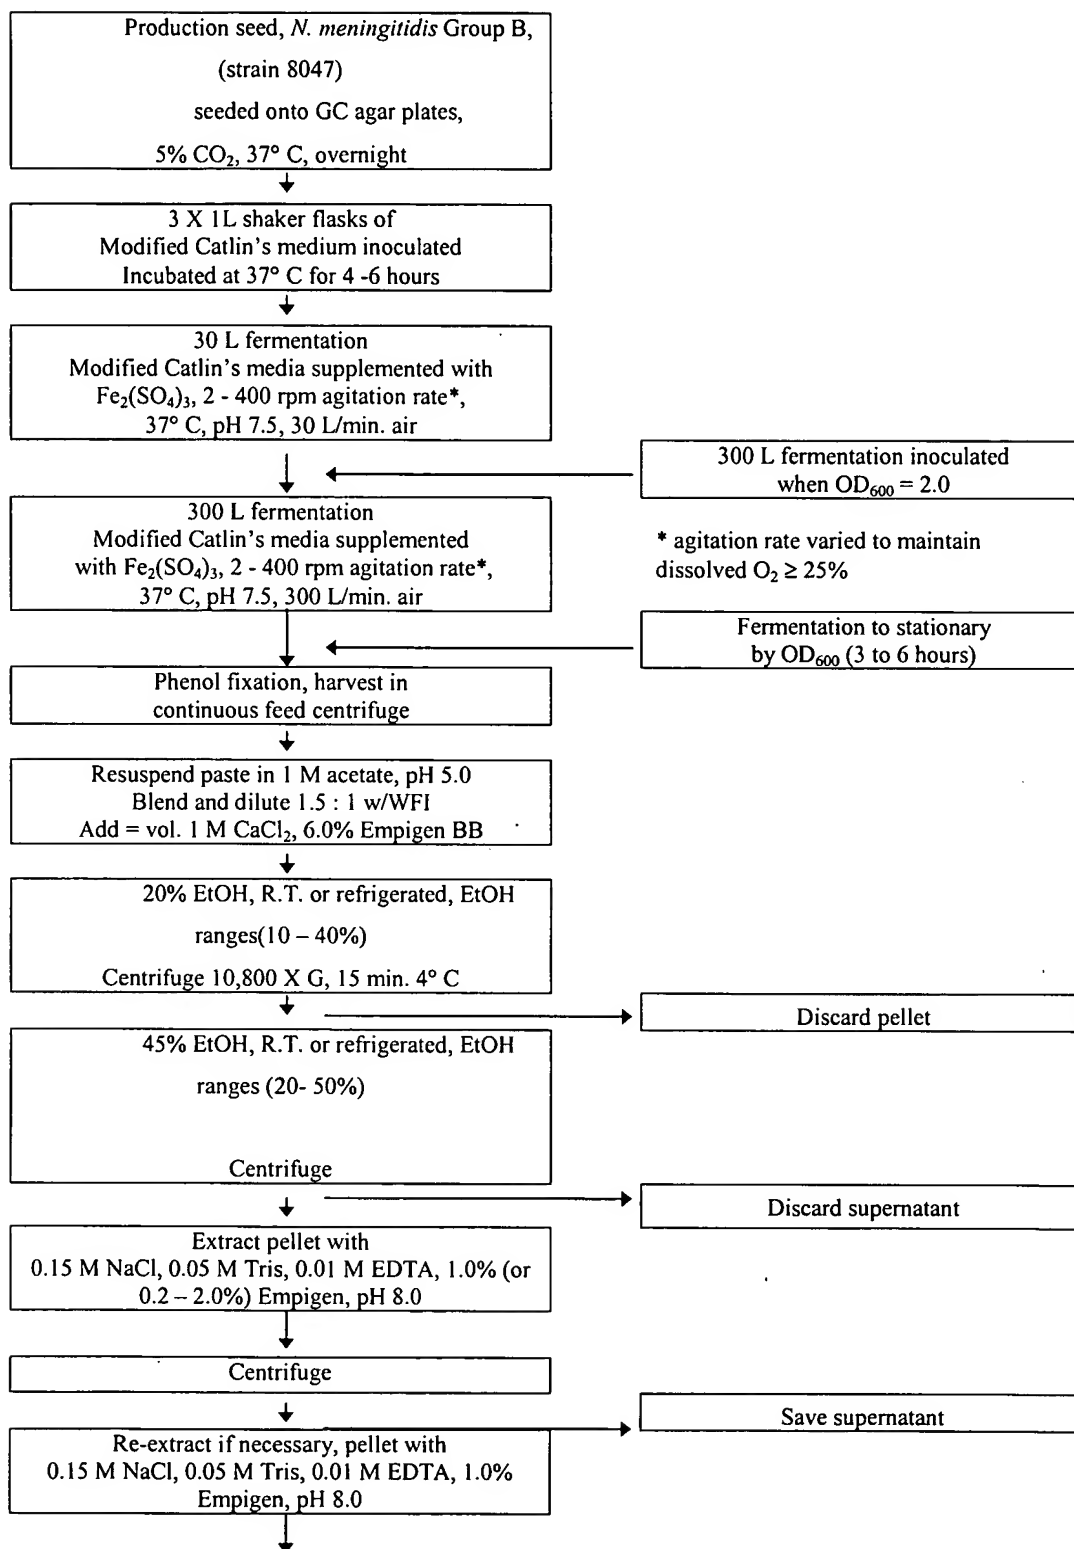 Production seed, N. meningitidis Group B,
(strain 8047)
seeded onto GC agar plates,
5% CO₂, 37° C, overnight
3 X 1L shaker flasks of
Modified Catlin's medium inoculated
Incubated at 37° C for 4 -6 hours
30 L fermentation
Modified Catlin's media supplemented with
Fe₂(SO₄)₃, 2 - 400 rpm agitation rate*,
37° C, pH 7.5, 30 L/min. air
300 L fermentation inoculated
when OD₆₀₀ = 2.0
300 L fermentation
Modified Catlin's media supplemented
with Fe₂(SO₄)₃, 2 - 400 rpm agitation rate*,
37° C, pH 7.5, 300 L/min. air
* agitation rate varied to maintain
dissolved O₂ ≥ 25%
Fermentation to stationary
by OD₆₀₀ (3 to 6 hours)
Phenol fixation, harvest in
continuous feed centrifuge
Resuspend paste in 1 M acetate, pH 5.0
Blend and dilute 1.5 : 1 w/WFI
Add = vol. 1 M CaCl₂, 6.0% Empigen BB
20% EtOH, R.T. or refrigerated, EtOH
ranges(10 – 40%)
Centrifuge 10,800 X G, 15 min. 4° C
Discard pellet
45% EtOH, R.T. or refrigerated, EtOH
ranges (20- 50%)
Centrifuge
Discard supernatant
Extract pellet with
0.15 M NaCl, 0.05 M Tris, 0.01 M EDTA, 1.0% (or
0.2 – 2.0%) Empigen, pH 8.0
Centrifuge
Save supernatant
Re-extract if necessary, pellet with
0.15 M NaCl, 0.05 M Tris, 0.01 M EDTA, 1.0%
Empigen, pH 8.0